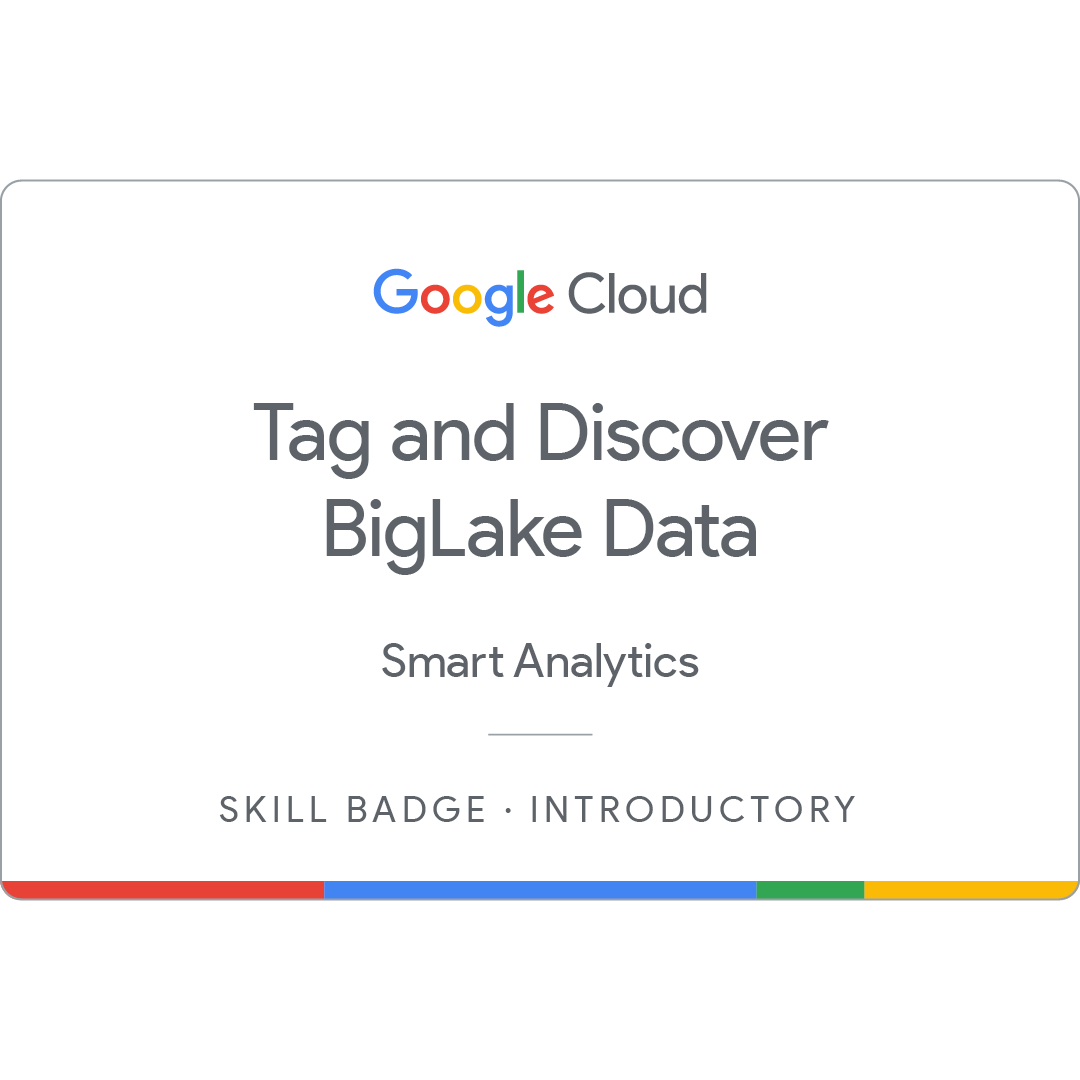 Google Cloud
Tag and Discover
BigLake Data
Smart Analytics
SKILL BADGE · INTRODUCTORY